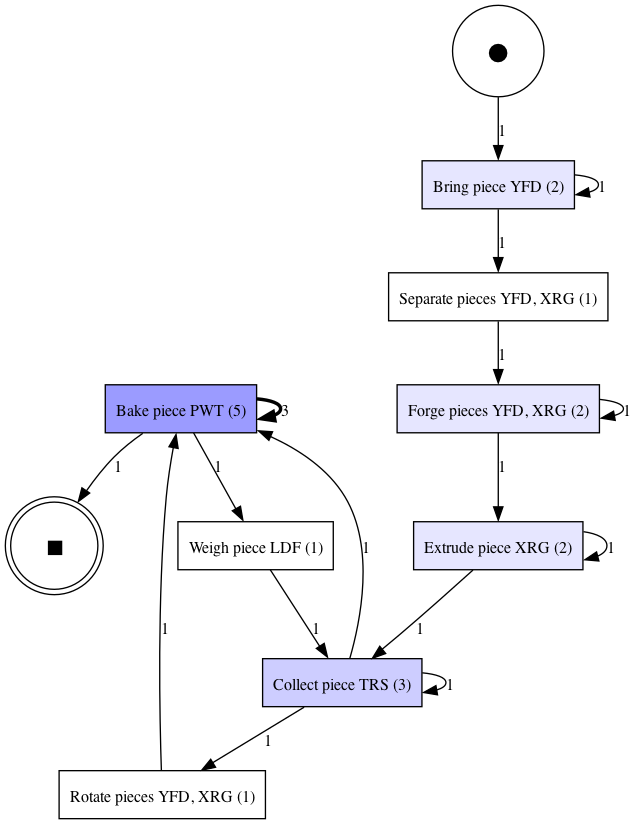 1
Bring piece YFD (2)
1
1
Separate pieces YFD, XRG (1)
1
Bake piece PWT (5)
3
Forge pieces YFD, XRG (2)
1
1
1
1
Weigh piece LDF (1)
Extrude piece XRG (2)
1
1
1
1
1
Collect piece TRS (3)
1
1
Rotate pieces YFD, XRG (1)